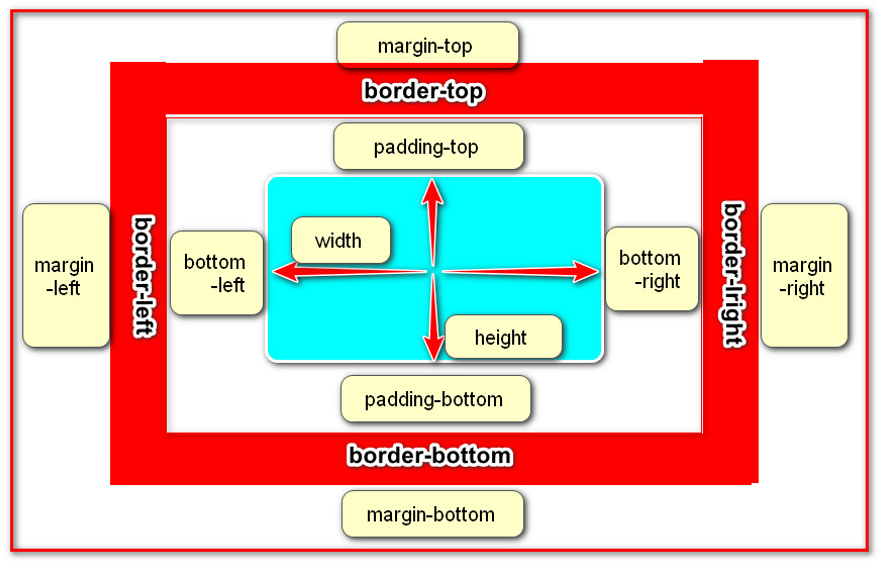 margin-top
border-top
padding-top
margin
-left
border-left
bottom
-left
width
bottom
-right
border-lright
margin
-right
height
padding-bottom
border-bottom
margin-bottom